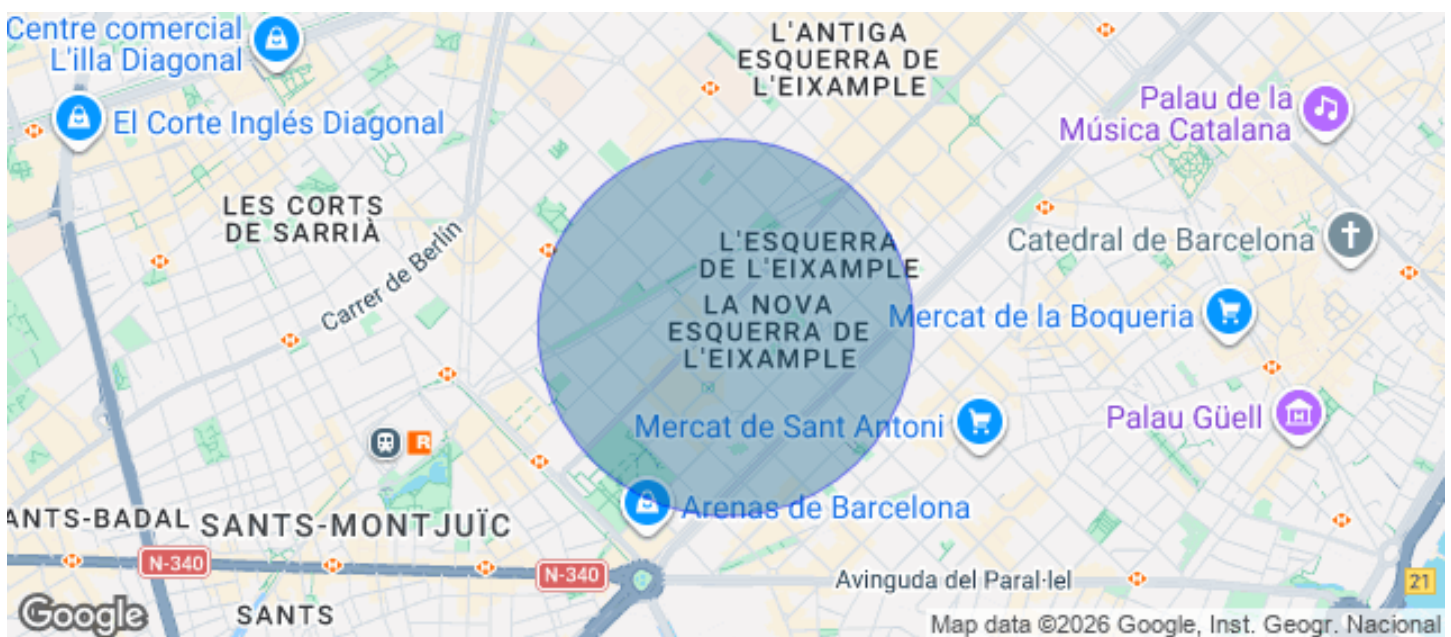 Centre comercial
L'illa Diagonal
El Corte Inglés Diagonal
L'ANTIGA
ESQUERRA DE
L'EIXAMPLE
Palau de la
Música Catalana
LES CORTS
DE SARRIÀ
Carrer de Berlín
L'ESQUERRA
DE L'EIXAMPLE
LA NOVA
ESQUERRA DE
L'EIXAMPLE
Catedral de Barcelona
Mercat de la Boqueria
Mercat de Sant Antoni
Palau Güell
R
Arenas de Barcelona
ANTS-BADAL
SANTS-MONTJUÏC
N-340
N-340
Avinguda del Paral·lel
21
SANTS
Google
Map data ©2026 Google, Inst. Geogr. Nacional